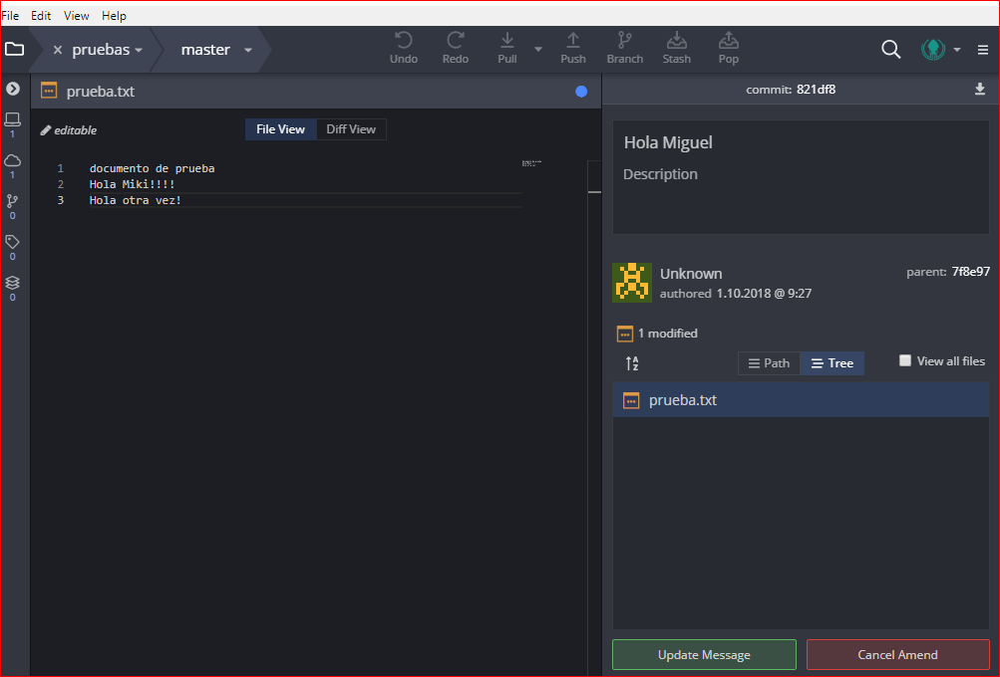 File Edit View Help
pruebas master Undo Redo Pull Push Branch Stash Pop
prueba.txt
commit: 821df8
editable File View Diff View
1 documento de prueba
2 Hola Miki!!!!
3 Hola otra vez!
1
1
0
0
0
Hola Miguel
Description
Unknown
parent: 7f8e97
authored 1.10.2018 @ 9:27
1 modified
Path Tree View all files
prueba.txt
Update Message Cancel Amend